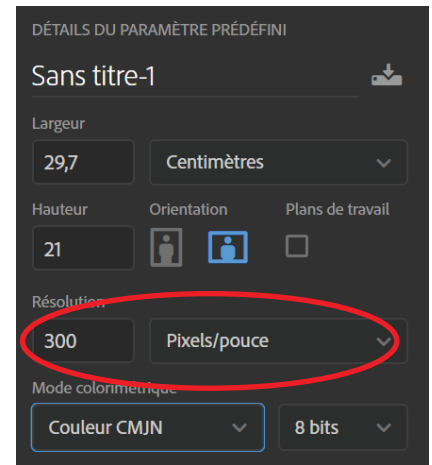 DÉTAILS DU PARAMÈTRE PRÉDÉFINI
Sans titre-1
Largeur
29,7 Centimètres
Hauteur Orientation Plans de travail
21
Résolution
300 Pixels/pouce
Mode colorimétrique
Couleur CMJN 8 bits